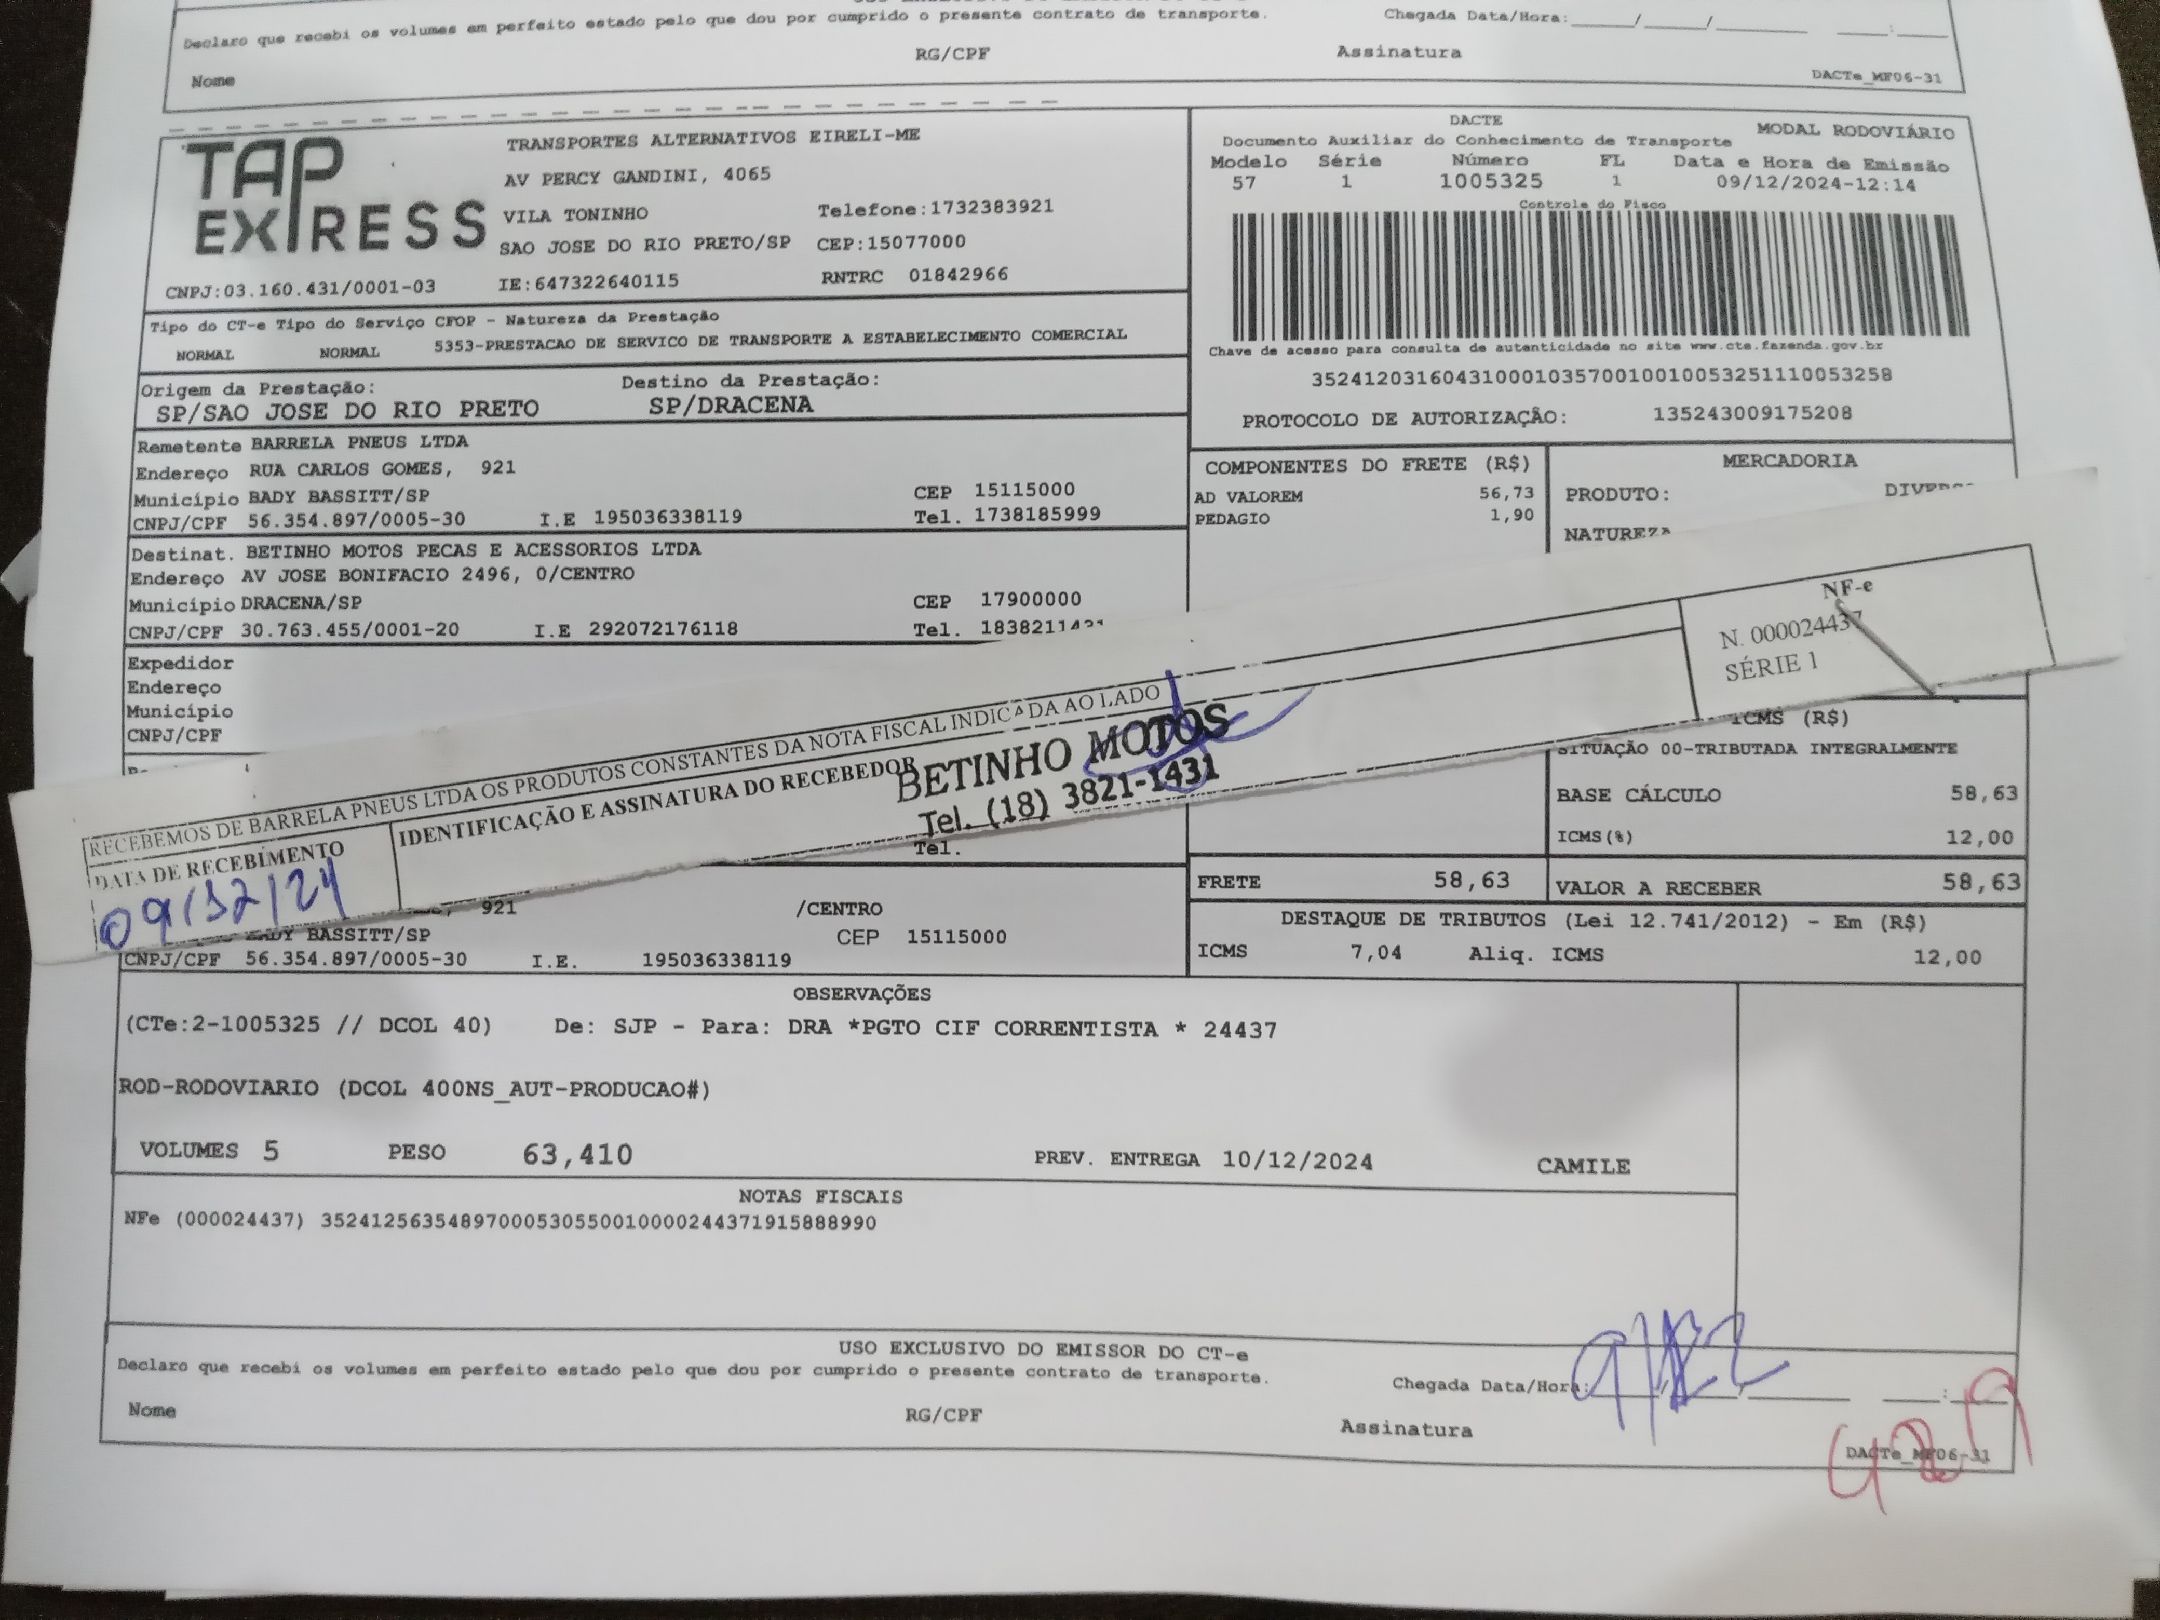 Declaro que recebi os volumes em perfeito estado pelo que dou por cumprido o presente contrato de transporte.
Chegada Data/Hora:____/____/____ ____:____
Nome RG/CPF Assinatura
DACTe_MF06-31
TAP EXPRESS
TRANSPORTES ALTERNATIVOS EIRELI-ME
AV PERCY GANDINI, 4065
VILA TONINHO Telefone:1732383921
SAO JOSE DO RIO PRETO/SP CEP:15077000
CNPJ:03.160.431/0001-03 IE:647322640115 RNTRC 01842966
DACTE
Documento Auxiliar do Conhecimento de Transporte MODAL RODOVIÁRIO
Modelo Série Número FL Data e Hora de Emissão
57 1 1005325 1 09/12/2024-12:14
Controle do Fisco
Chave de acesso para consulta de autenticidade no site www.cte.fazenda.gov.br
35241203160431000103570010010053251110053258
PROTOCOLO DE AUTORIZAÇÃO: 135243009175208
Tipo do CT-e Tipo do Serviço CFOP - Natureza da Prestação
NORMAL NORMAL 5353-PRESTACAO DE SERVICO DE TRANSPORTE A ESTABELECIMENTO COMERCIAL
Origem da Prestação: Destino da Prestação:
SP/SAO JOSE DO RIO PRETO SP/DRACENA
Remetente BARRELA PNEUS LTDA
Endereço RUA CARLOS GOMES, 921
Município BADY BASSITT/SP CEP 15115000
CNPJ/CPF 56.354.897/0005-30 I.E 195036338119 Tel. 1738185999
Destinat. BETINHO MOTOS PECAS E ACESSORIOS LTDA
Endereço AV JOSE BONIFACIO 2496, 0/CENTRO
Município DRACENA/SP CEP 17900000
CNPJ/CPF 30.763.455/0001-20 I.E 292072176118 Tel. 1838211431
Expedidor
Endereço
Município
CNPJ/CPF
COMPONENTES DO FRETE (R$)
AD VALOREM 56,73
PEDAGIO 1,90
MERCADORIA
PRODUTO:
NATUREZA
RECEBEMOS DE BARRELA PNEUS LTDA OS PRODUTOS CONSTANTES DA NOTA FISCAL INDICADA AO LADO
DATA DE RECEBIMENTO
09/12/24
IDENTIFICAÇÃO E ASSINATURA DO RECEBEDOR
BETINHO MOTOS
Tel. (18) 3821-1431
NF-e
N. 000024437
SÉRIE 1
Tel.
ICMS (R$)
SITUAÇÃO 00-TRIBUTADA INTEGRALMENTE
BASE CÁLCULO 58,63
ICMS(%) 12,00
FRETE 58,63 VALOR A RECEBER 58,63
DESTAQUE DE TRIBUTOS (Lei 12.741/2012) - Em (R$)
ICMS 7,04 Aliq. ICMS 12,00
921 /CENTRO
BADY BASSITT/SP CEP 15115000
CNPJ/CPF 56.354.897/0005-30 I.E. 195036338119
OBSERVAÇÕES
(CTe:2-1005325 // DCOL 40) De: SJP - Para: DRA *PGTO CIF CORRENTISTA * 24437
ROD-RODOVIARIO (DCOL 400NS_AUT-PRODUCAO#)
VOLUMES 5 PESO 63,410 PREV. ENTREGA 10/12/2024 CAMILE
NOTAS FISCAIS
NFe (000024437) 35241256354897000530550010000244371915888990
USO EXCLUSIVO DO EMISSOR DO CT-e
Declaro que recebi os volumes em perfeito estado pelo que dou por cumprido o presente contrato de transporte.
Chegada Data/Hora:
Nome RG/CPF Assinatura
DACTe_MF06-31